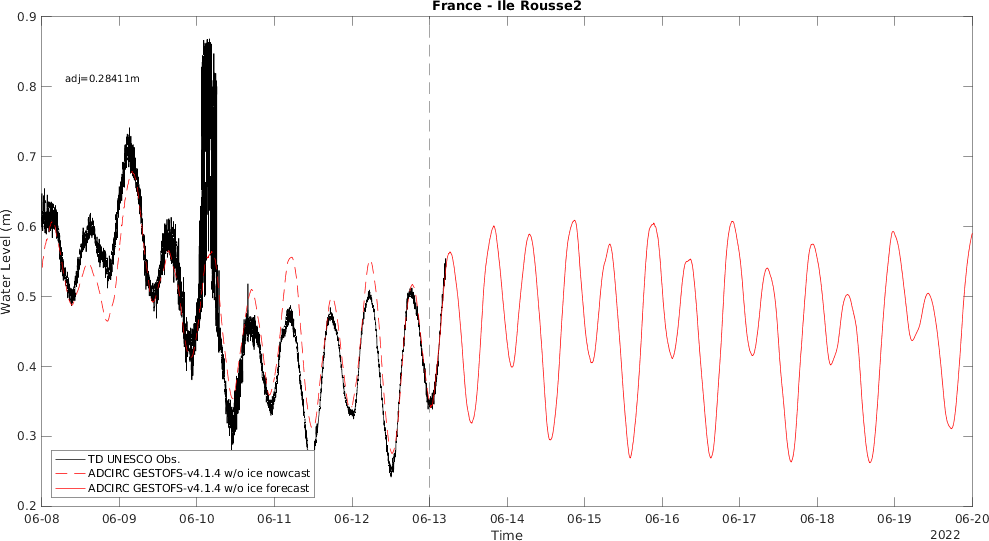 France - Ile Rousse2
adj=0.28411m
Water Level (m)
0.9
0.8
0.7
0.6
0.5
0.4
0.3
0.2
TD UNESCO Obs.
ADCIRC GESTOFS-v4.1.4 w/o ice nowcast
ADCIRC GESTOFS-v4.1.4 w/o ice forecast
06-08 06-09 06-10 06-11 06-12 06-13 06-14 06-15 06-16 06-17 06-18 06-19 06-20
Time
2022